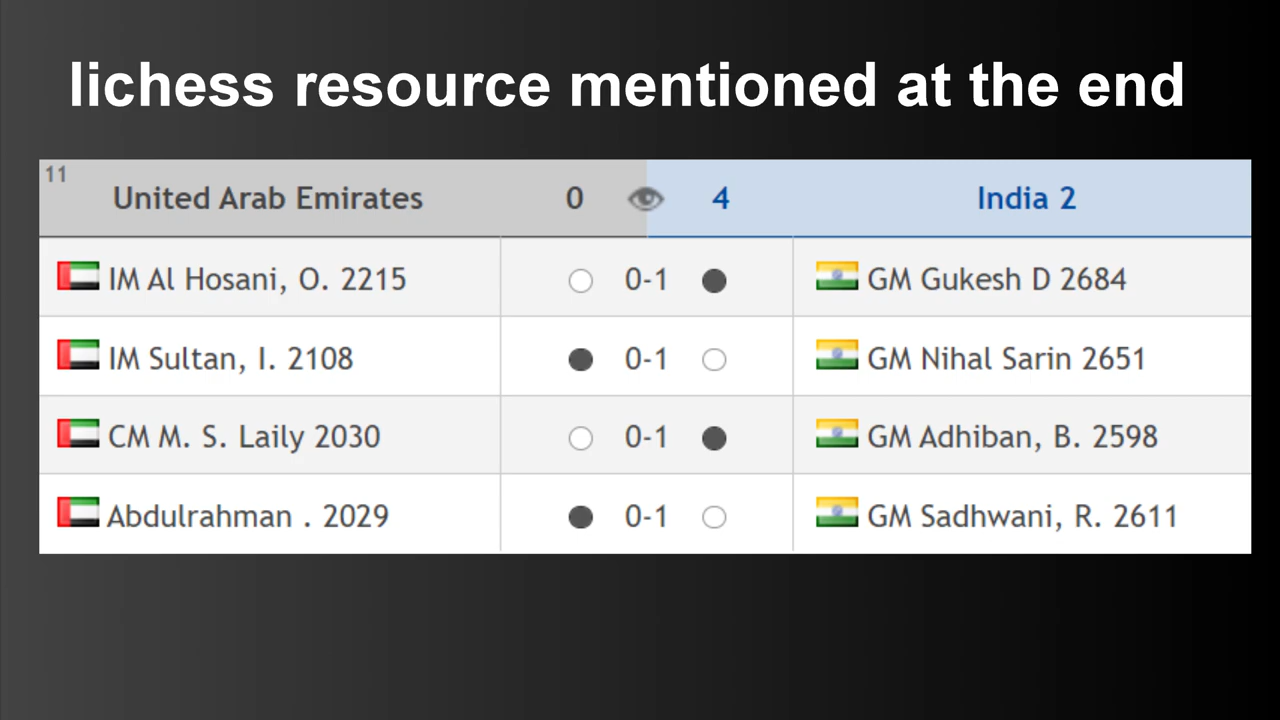 lichess resource mentioned at the end
11
United Arab Emirates 0 4 India 2
IM Al Hosani, O. 2215 0-1 GM Gukesh D 2684
IM Sultan, I. 2108 0-1 GM Nihal Sarin 2651
CM M. S. Laily 2030 0-1 GM Adhiban, B. 2598
Abdulrahman . 2029 0-1 GM Sadhwani, R. 2611